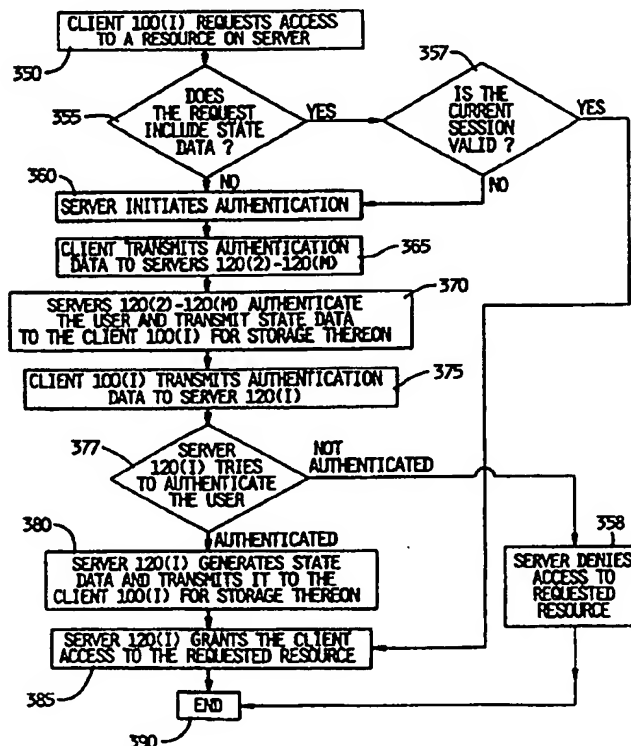 CLIENT 100(I) REQUESTS ACCESS
TO A RESOURCE ON SERVER
350
357
355
DOES
THE REQUEST
INCLUDE STATE
DATA ?
YES
IS THE
CURRENT
SESSION
VALID ?
YES
360
NO
NO
SERVER INITIATES AUTHENTICATION
CLIENT TRANSMITS AUTHENTICATION
DATA TO SERVERS 120(2)-120(M)
365
370
SERVERS 120(2)-120(M) AUTHENTICATE
THE USER AND TRANSMIT STATE DATA
TO THE CLIENT 100(I) FOR STORAGE THEREON
CLIENT 100(I) TRANSMITS AUTHENTICATION
DATA TO SERVER 120(I)
375
377
SERVER
120(I) TRIES
TO AUTHENTICATE
THE USER
NOT
AUTHENTICATED
380
AUTHENTICATED
358
SERVER 120(I) GENERATES STATE
DATA AND TRANSMITS IT TO THE
CLIENT 100(I) FOR STORAGE THEREON
SERVER DENIES
ACCESS TO
REQUESTED
RESOURCE
SERVER 120(I) GRANTS THE CLIENT
ACCESS TO THE REQUESTED RESOURCE
385
END
390